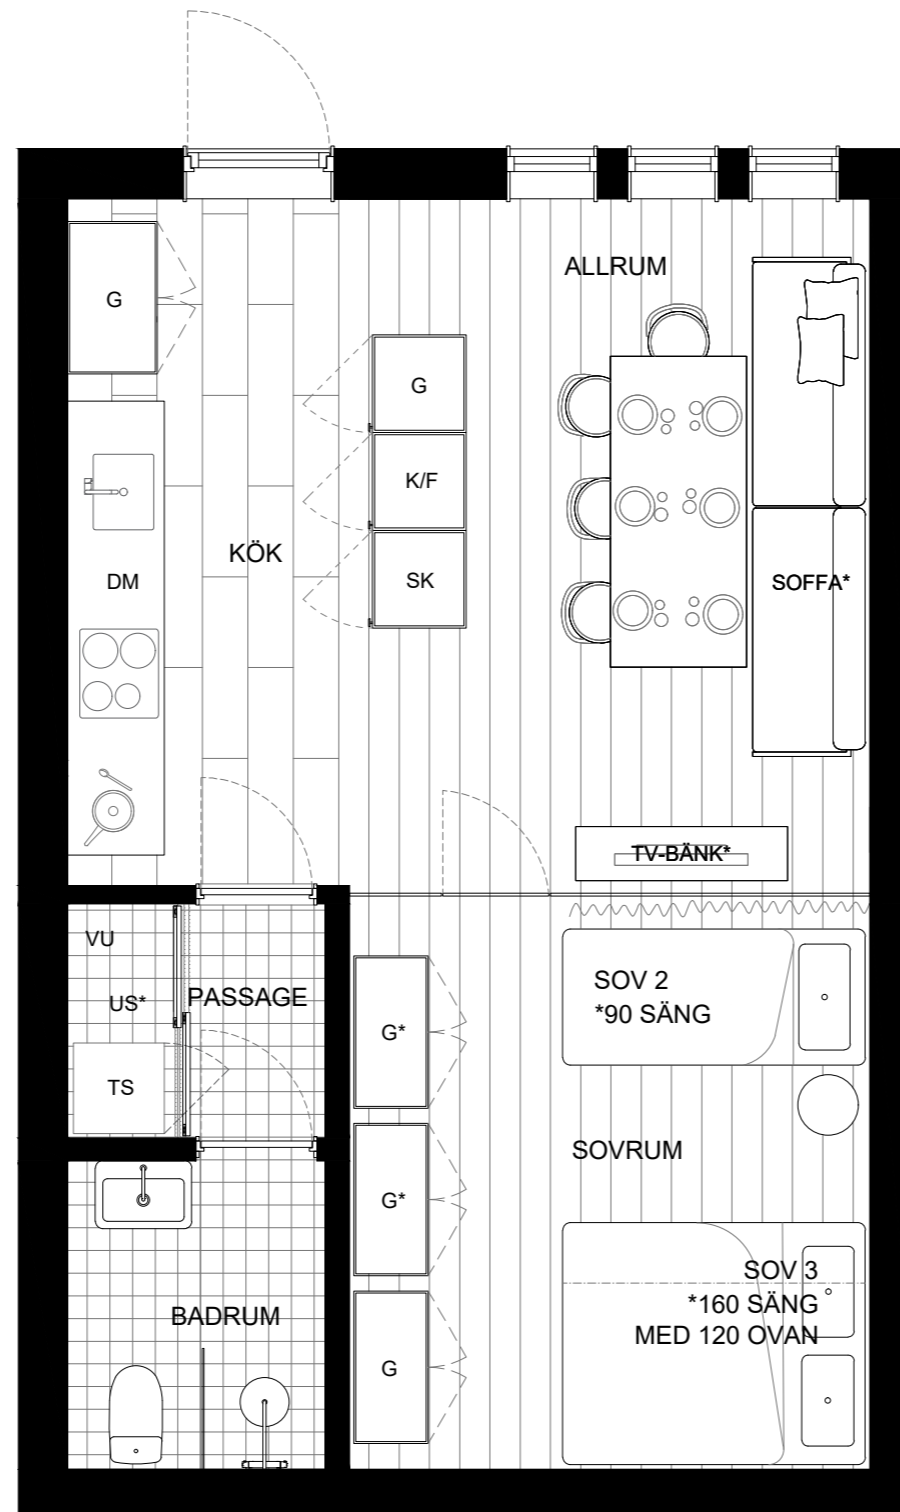 ALLRUM
G
G
K/F
KÖK
SK
DM
SOFFA*
TV-BÄNK*
VU
US*
PASSAGE
TS
SOV 2
*90 SÄNG
G*
SOVRUM
G*
SOV 3
*160 SÄNG
MED 120 OVAN
BADRUM
G